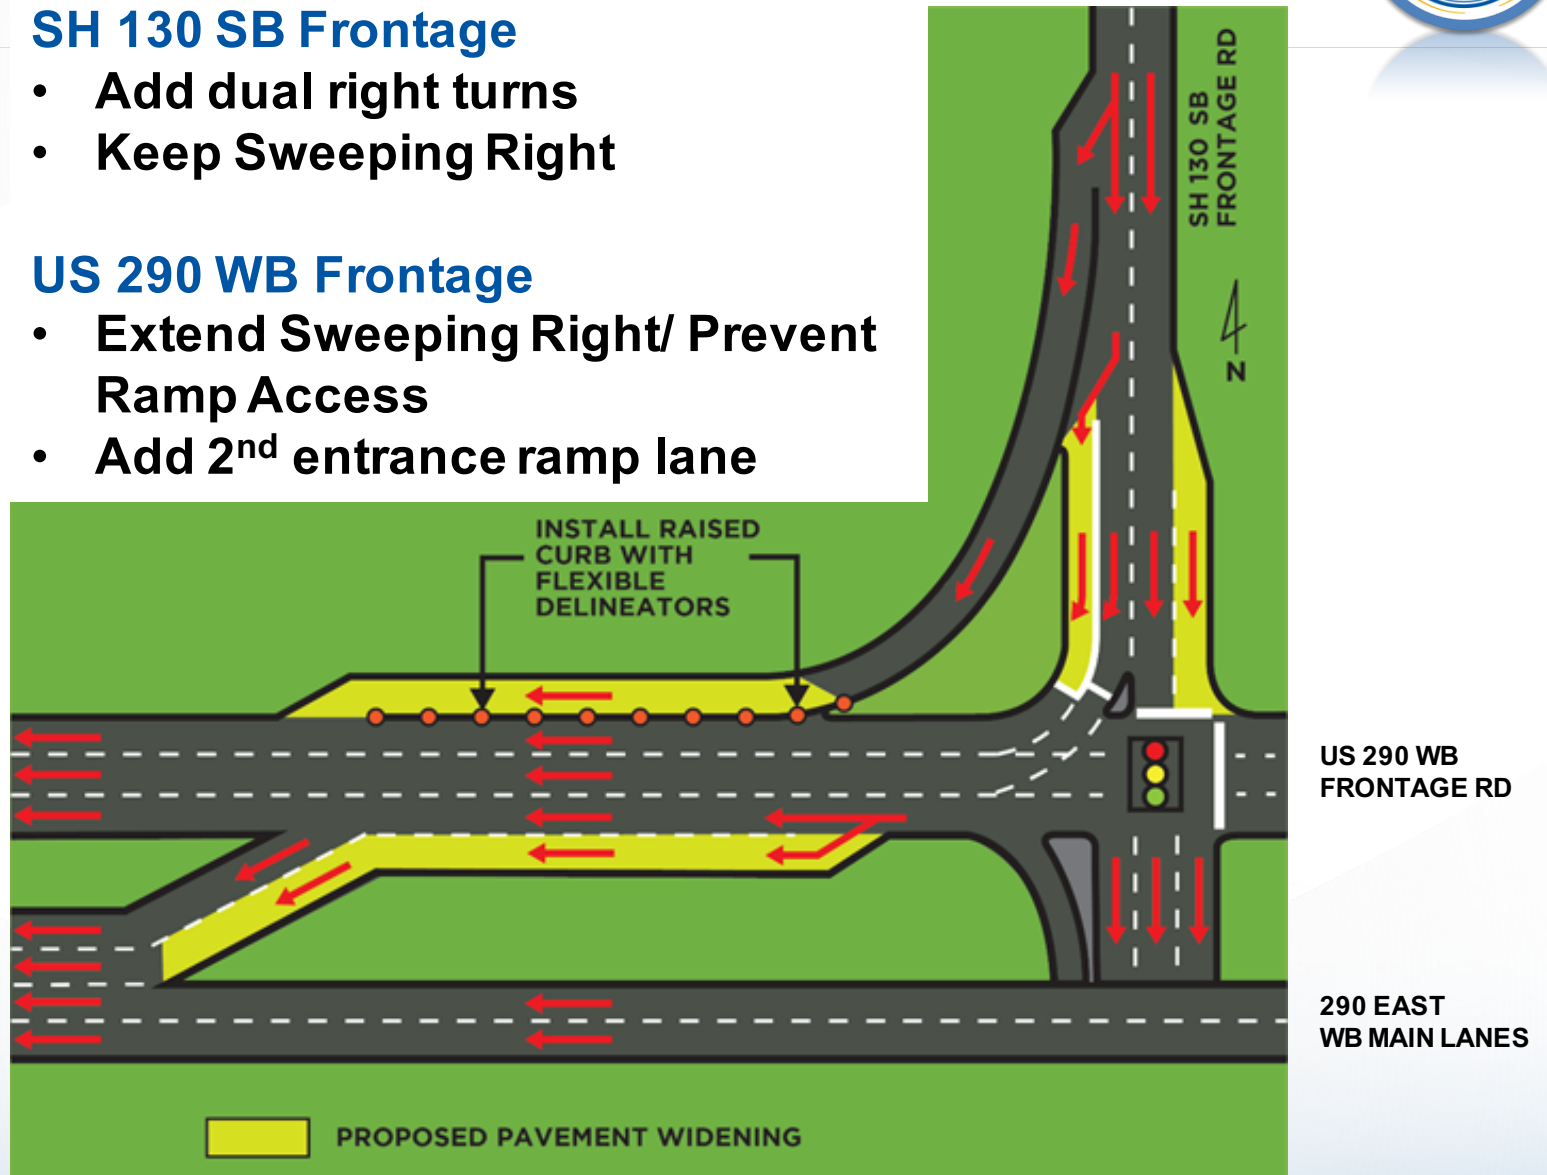 SH 130 SB Frontage
• Add dual right turns
• Keep Sweeping Right
US 290 WB Frontage
• Extend Sweeping Right/ Prevent
Ramp Access
• Add 2nd entrance ramp lane
SH 130 SB
FRONTAGE RD
N
INSTALL RAISED
CURB WITH
FLEXIBLE
DELINEATORS
US 290 WB
FRONTAGE RD
290 EAST
WB MAIN LANES
PROPOSED PAVEMENT WIDENING